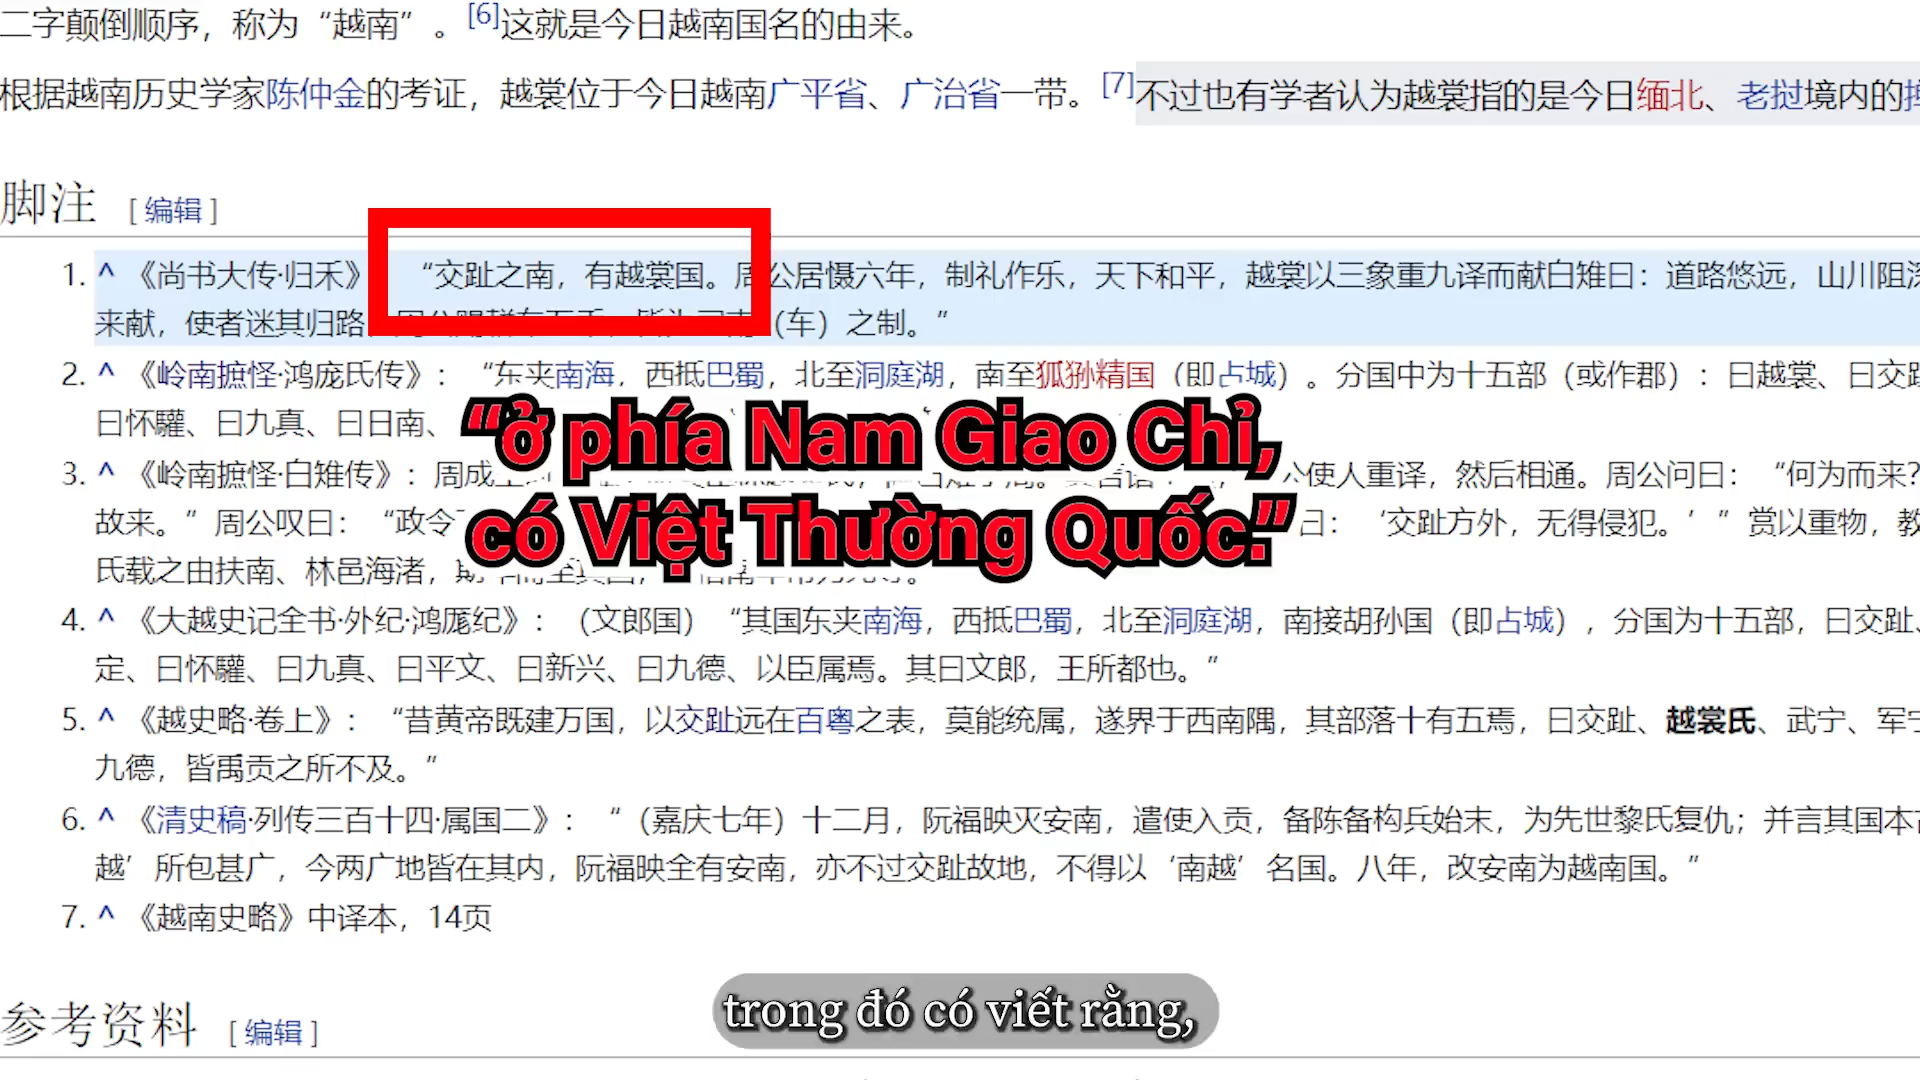 二字颠倒顺序，称为“越南”。[6]这就是今日越南国名的由来。
根据越南历史学家陈仲金的考证，越裳位于今日越南广平省、广治省一带。[7]不过也有学者认为越裳指的是今日缅北、老挝境内的掸
脚注 [编辑]
1. ^ 《尚书大传·归禾》 “交趾之南，有越裳国。周公居慑六年，制礼作乐，天下和平，越裳以三象重九译而献白雉曰：道路悠远，山川阻深
来献，使者迷其归路 （车）之制。”
2. ^ 《岭南摭怪·鸿庞氏传》：“东夹南海，西抵巴蜀，北至洞庭湖，南至狐狲精国（即占城）。分国中为十五部（或作郡）：曰越裳、曰交趾
曰怀驩、曰九真、曰日南、
“ở phía Nam Giao Chỉ,
3. ^ 《岭南摭怪·白雉传》：周成 公使人重译，然后相通。周公问曰：“何为而来?
có Việt Thường Quốc.”
故来。”周公叹曰：“政令 曰：‘交趾方外，无得侵犯。’”赏以重物，教
氏载之由扶南、林邑海渚，
4. ^ 《大越史记全书·外纪·鸿厖纪》：（文郎国）“其国东夹南海，西抵巴蜀，北至洞庭湖，南接胡孙国（即占城），分国为十五部，曰交趾、
定、曰怀驩、曰九真、曰平文、曰新兴、曰九德、以臣属焉。其曰文郎，王所都也。”
5. ^ 《越史略·卷上》：“昔黄帝既建万国，以交趾远在百粤之表，莫能统属，遂界于西南隅，其部落十有五焉，曰交趾、越裳氏、武宁、军宁
九德，皆禹贡之所不及。”
6. ^ 《清史稿·列传三百十四·属国二》：“（嘉庆七年）十二月，阮福映灭安南，遣使入贡，备陈备构兵始末，为先世黎氏复仇；并言其国本古
越’所包甚广，今两广地皆在其内，阮福映全有安南，亦不过交趾故地，不得以‘南越’名国。八年，改安南为越南国。”
7. ^ 《越南史略》中译本，14页
trong đó có viết rằng,
参考资料 [编辑]